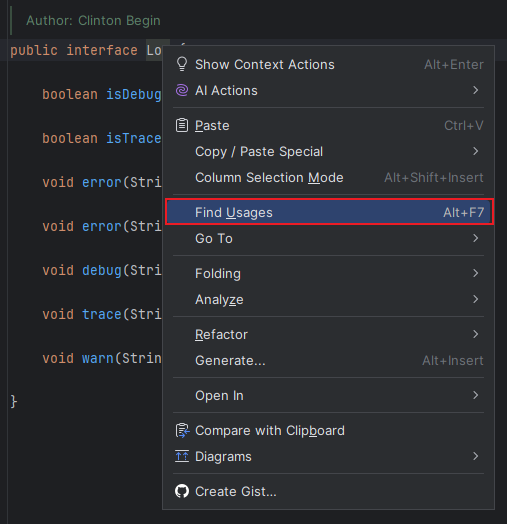 Author: Clinton Begin
public interface Lo {
boolean isDebug
boolean isTrace
void error(Stri
void error(Stri
void debug(Stri
void trace(Stri
void warn(Strin
}
Show Context Actions Alt+Enter
AI Actions
Paste Ctrl+V
Copy / Paste Special
Column Selection Mode Alt+Shift+Insert
Find Usages Alt+F7
Go To
Folding
Analyze
Refactor
Generate... Alt+Insert
Open In
Compare with Clipboard
Diagrams
Create Gist...